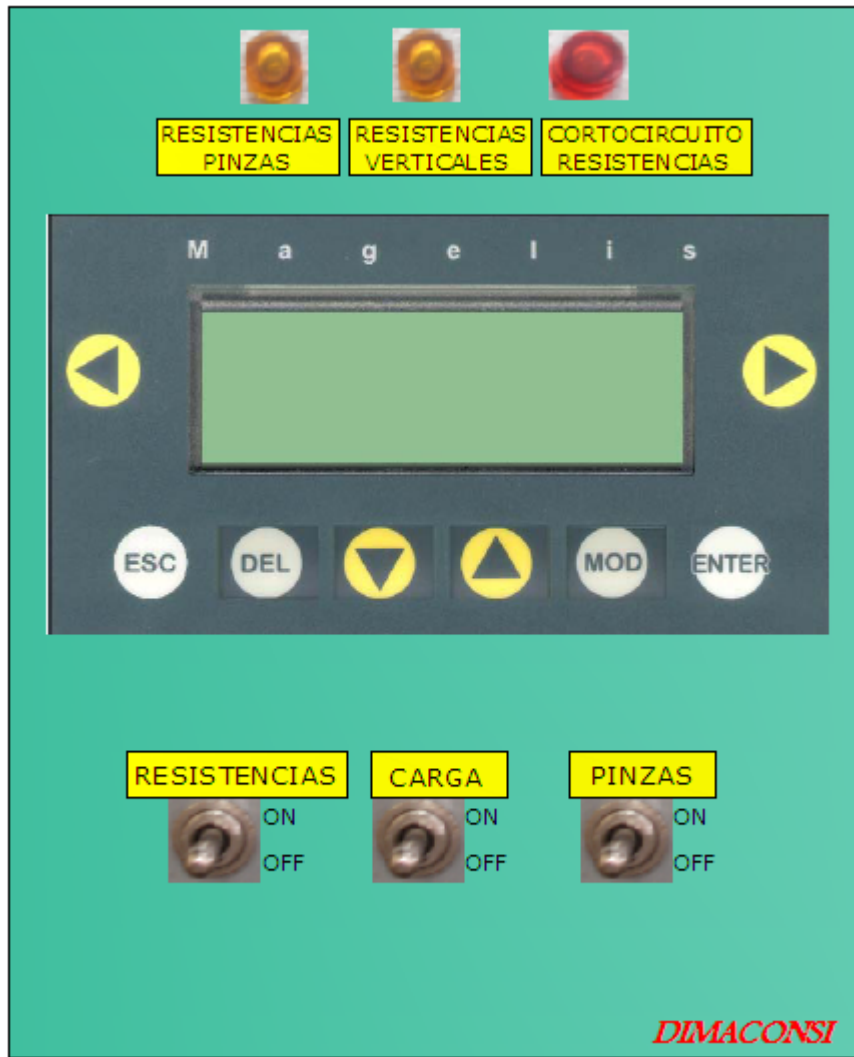 RESISTENCIAS
PINZAS
RESISTENCIAS
VERTICALES
CORTOCIRCUITO
RESISTENCIAS
Magelis
ESC
DEL
MOD
ENTER
RESISTENCIAS
CARGA
PINZAS
ON
ON
ON
OFF
OFF
OFF
DIMACONSI